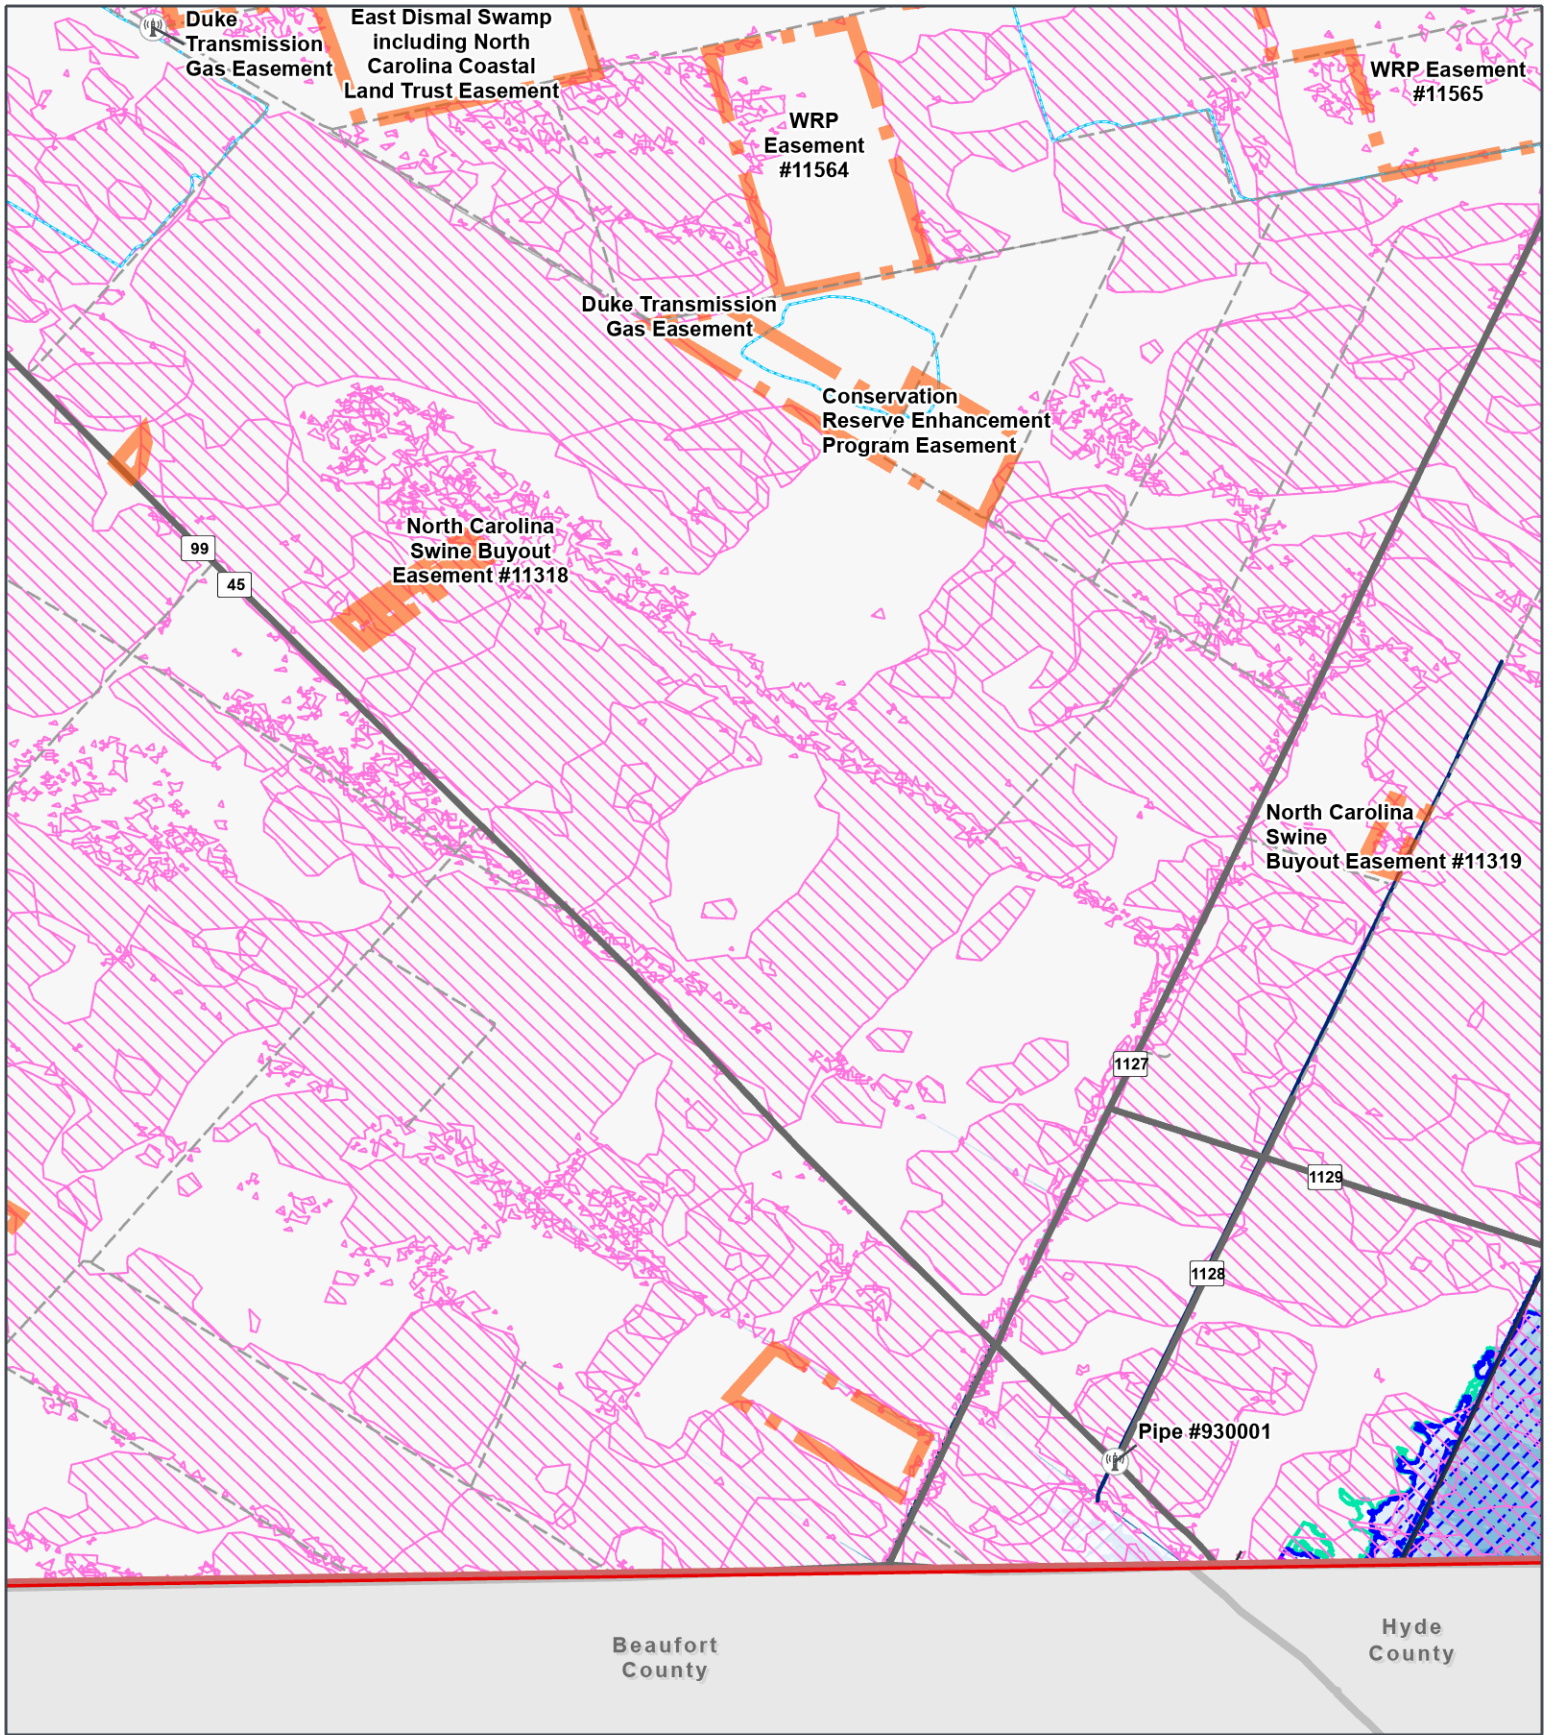 Duke
Transmission
Gas Easement
East Dismal Swamp
including North
Carolina Coastal
Land Trust Easement
WRP
Easement
#11564
WRP Easement
#11565
Duke Transmission
Gas Easement
Conservation
Reserve Enhancement
Program Easement
North Carolina
Swine Buyout
Easement #11318
99
45
North Carolina
Swine
Buyout Easement #11319
1127
1129
1128
Pipe #930001
Beaufort
County
Hyde
County